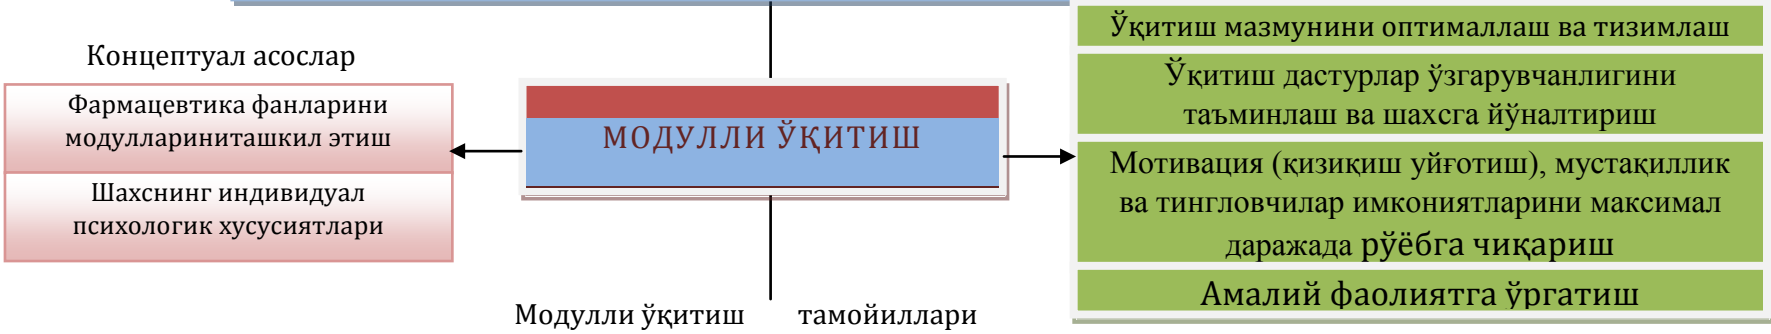 Концептуал асослар
Фармацевтика фанларини
модуллариниташкил этиш
Шахснинг индивидуал
психологик хусусиятлари
МОДУЛЛИ ЎҚИТИШ
Ўқитиш мазмунини оптималлаш ва тизимлаш
Ўқитиш дастурлар ўзгарувчанлигини
таъминлаш ва шахсга йўналтириш
Мотивация (қизиқиш уйғотиш), мустақиллик
ва тингловчилар имкониятларини максимал
даражада рўёбга чиқариш
Амалий фаолиятга ўргатиш
Модулли ўқитиш тамойиллари